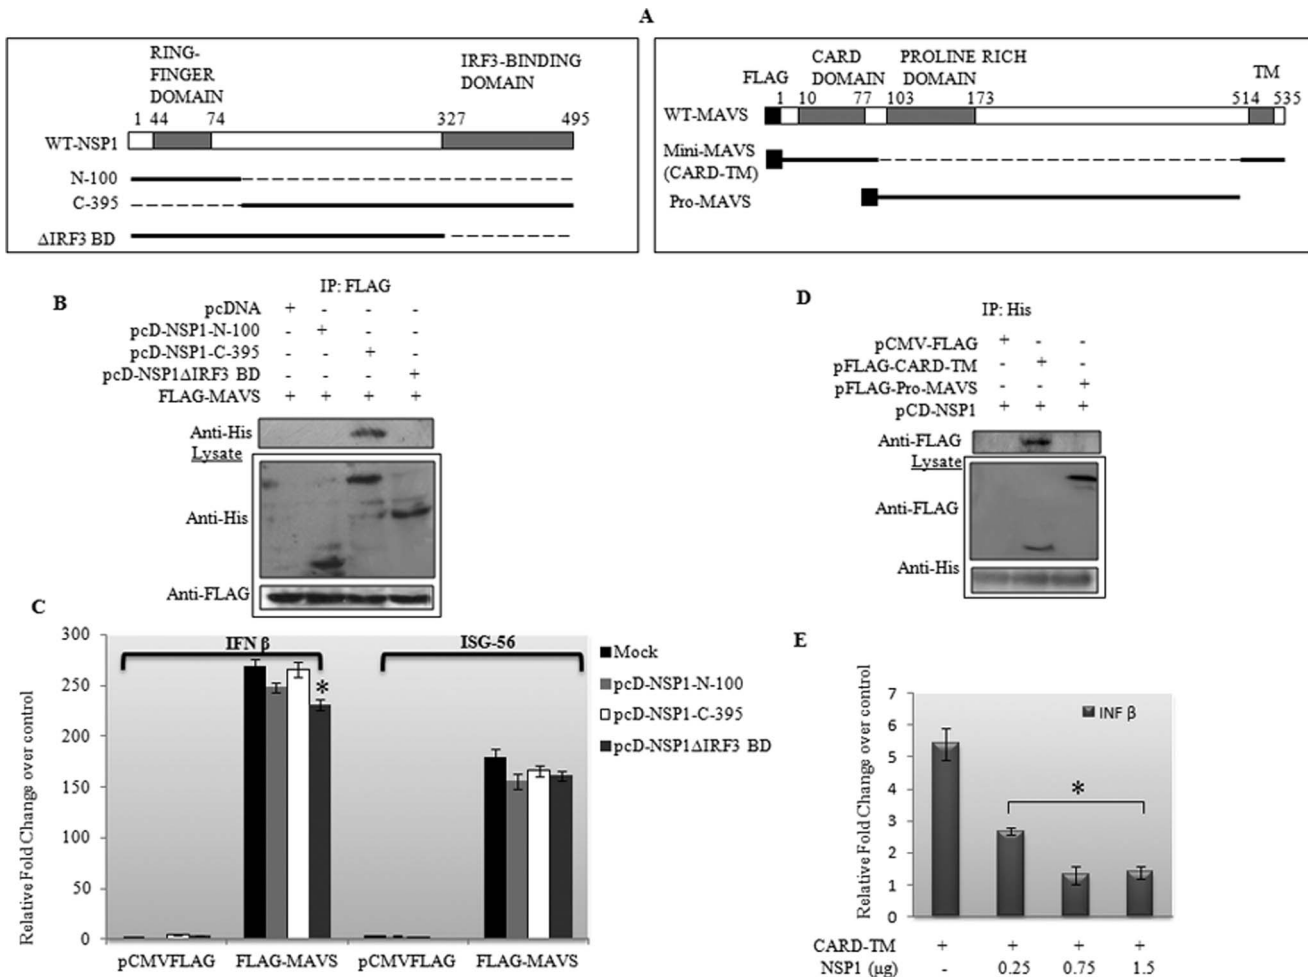 A
RING-
FINGER
DOMAIN
IRF3-BINDING
DOMAIN
1 44 74 327 495
WT-NSP1
N-100
C-395
ΔIRF3 BD
CARD
DOMAIN
PROLINE RICH
DOMAIN
FLAG
TM
1 10 77 103 173 514 535
WT-MAVS
Mini-MAVS
(CARD-TM)
Pro-MAVS
B
IP: FLAG
pcDNA + - - -
pcD-NSP1-N-100 - + - -
pcD-NSP1-C-395 - - + -
pcD-NSP1ΔIRF3 BD - - - +
FLAG-MAVS + + + +
Anti-His
Lysate
Anti-His
Anti-FLAG
D
IP: His
pCMV-FLAG + - -
pFLAG-CARD-TM - + -
pFLAG-Pro-MAVS - - +
pCD-NSP1 + + +
Anti-FLAG
Lysate
Anti-FLAG
Anti-His
C
Relative Fold Change over control
300
250
200
150
100
50
0
IFN β
ISG-56
*
pCMVFLAG FLAG-MAVS pCMVFLAG FLAG-MAVS
Mock
pcD-NSP1-N-100
pcD-NSP1-C-395
pcD-NSP1ΔIRF3 BD
E
Relative Fold Change over control
7
6
5
4
3
2
1
0
INF β
*
CARD-TM + + + +
NSP1 (μg) - 0.25 0.75 1.5